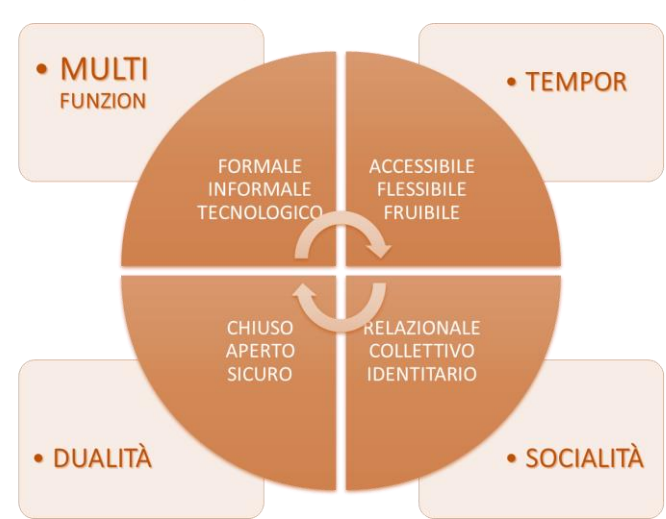 • MULTI
FUNZION
• TEMPOR
FORMALE
INFORMALE
TECNOLOGICO
ACCESSIBILE
FLESSIBILE
FRUIBILE
CHIUSO
APERTO
SICURO
RELAZIONALE
COLLETTIVO
IDENTITARIO
• DUALITÀ
• SOCIALITÀ